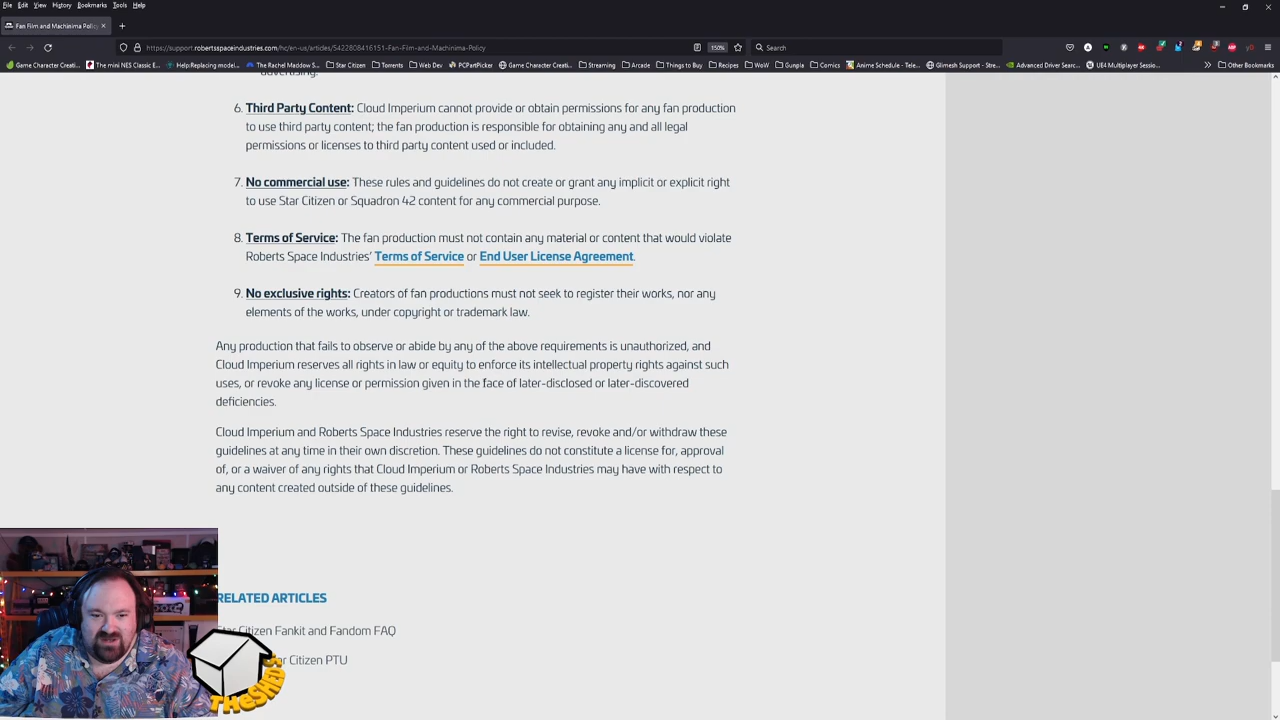 File Edit View History Bookmarks Tools Help
Fan Film and Machinima Policy
https://support.robertsspaceindustries.com/hc/en-us/articles/5422808416151-Fan-Film-and-Machinima-Policy
150%
Search
Game Character Creati...
The mini NES Classic E...
Help:Replacing model...
The Rachel Maddow S...
Star Citizen
Torrents
Web Dev
PCPartPicker
Game Character Creati...
Streaming
Arcade
Things to Buy
Recipes
WoW
Gunpla
Comics
Anime Schedule - Tele...
Glimesh Support - Str...
Advanced Driver Searc...
UE4 Multiplayer Sessio...
Other Bookmarks
advertising.
6. Third Party Content: Cloud Imperium cannot provide or obtain permissions for any fan production
to use third party content; the fan production is responsible for obtaining any and all legal
permissions or licenses to third party content used or included.
7. No commercial use: These rules and guidelines do not create or grant any implicit or explicit right
to use Star Citizen or Squadron 42 content for any commercial purpose.
8. Terms of Service: The fan production must not contain any material or content that would violate
Roberts Space Industries' Terms of Service or End User License Agreement.
9. No exclusive rights: Creators of fan productions must not seek to register their works, nor any
elements of the works, under copyright or trademark law.
Any production that fails to observe or abide by any of the above requirements is unauthorized, and
Cloud Imperium reserves all rights in law or equity to enforce its intellectual property rights against such
uses, or revoke any license or permission given in the face of later-disclosed or later-discovered
deficiencies.
Cloud Imperium and Roberts Space Industries reserve the right to revise, revoke and/or withdraw these
guidelines at any time in their own discretion. These guidelines do not constitute a license for, approval
of, or a waiver of any rights that Cloud Imperium or Roberts Space Industries may have with respect to
any content created outside of these guidelines.
RELATED ARTICLES
Star Citizen Fankit and Fandom FAQ
Star Citizen PTU
THESHED